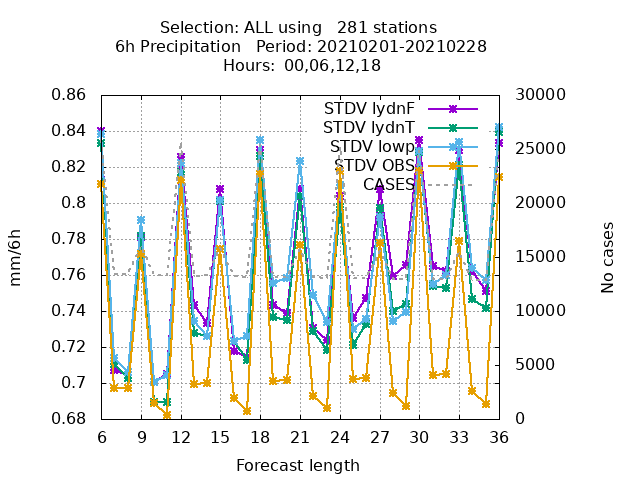 Selection: ALL using   281 stations
6h Precipitation   Period: 20210201-20210228
Hours:  00,06,12,18
0.86
0.84
0.82
0.8
0.78
0.76
0.74
0.72
0.7
0.68
30000
25000
20000
15000
10000
5000
0
mm/6h
No cases
STDV lydnF
STDV lydnT
STDV lowp
STDV OBS
CASES
6 9 12 15 18 21 24 27 30 33 36
Forecast length